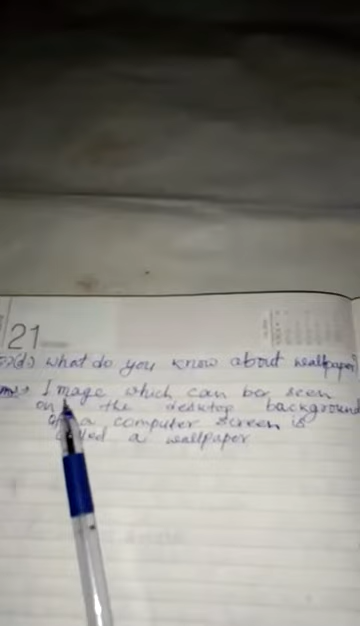 21
(d) what do you know about wallpaper?
Ans → Image which can be seen
on the desktop background
of a computer screen is
called a wallpaper